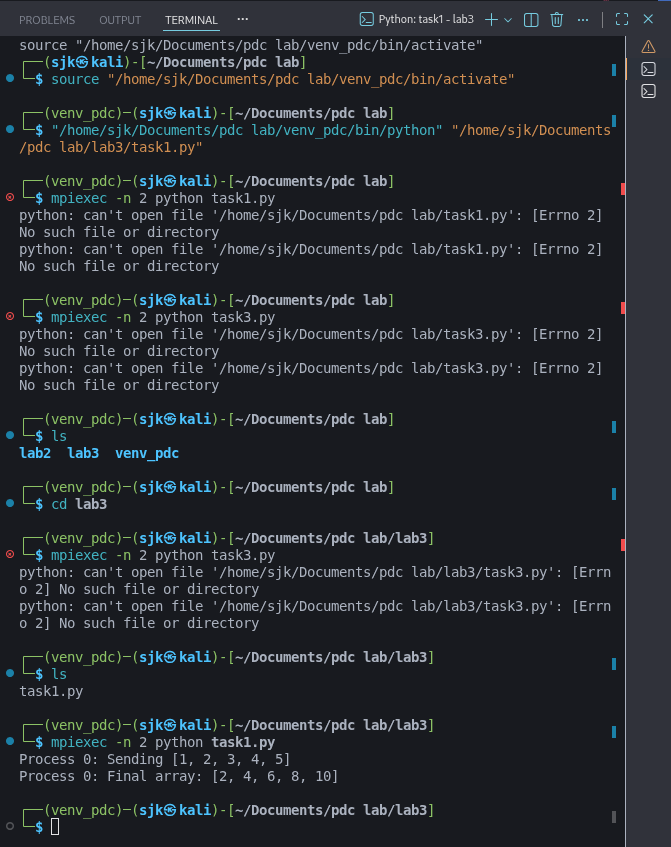 PROBLEMS OUTPUT TERMINAL ··· Python: task1 - lab3
source "/home/sjk/Documents/pdc lab/venv_pdc/bin/activate"
┌──(sjk㉿kali)-[~/Documents/pdc lab]
└─$ source "/home/sjk/Documents/pdc lab/venv_pdc/bin/activate"
┌──(venv_pdc)─(sjk㉿kali)-[~/Documents/pdc lab]
└─$ "/home/sjk/Documents/pdc lab/venv_pdc/bin/python" "/home/sjk/Documents
/pdc lab/lab3/task1.py"
┌──(venv_pdc)─(sjk㉿kali)-[~/Documents/pdc lab]
└─$ mpiexec -n 2 python task1.py
python: can't open file '/home/sjk/Documents/pdc lab/task1.py': [Errno 2]
No such file or directory
python: can't open file '/home/sjk/Documents/pdc lab/task1.py': [Errno 2]
No such file or directory
┌──(venv_pdc)─(sjk㉿kali)-[~/Documents/pdc lab]
└─$ mpiexec -n 2 python task3.py
python: can't open file '/home/sjk/Documents/pdc lab/task3.py': [Errno 2]
No such file or directory
python: can't open file '/home/sjk/Documents/pdc lab/task3.py': [Errno 2]
No such file or directory
┌──(venv_pdc)─(sjk㉿kali)-[~/Documents/pdc lab]
└─$ ls
lab2  lab3  venv_pdc
┌──(venv_pdc)─(sjk㉿kali)-[~/Documents/pdc lab]
└─$ cd lab3
┌──(venv_pdc)─(sjk㉿kali)-[~/Documents/pdc lab/lab3]
└─$ mpiexec -n 2 python task3.py
python: can't open file '/home/sjk/Documents/pdc lab/lab3/task3.py': [Errn
o 2] No such file or directory
python: can't open file '/home/sjk/Documents/pdc lab/lab3/task3.py': [Errn
o 2] No such file or directory
┌──(venv_pdc)─(sjk㉿kali)-[~/Documents/pdc lab/lab3]
└─$ ls
task1.py
┌──(venv_pdc)─(sjk㉿kali)-[~/Documents/pdc lab/lab3]
└─$ mpiexec -n 2 python task1.py
Process 0: Sending [1, 2, 3, 4, 5]
Process 0: Final array: [2, 4, 6, 8, 10]
┌──(venv_pdc)─(sjk㉿kali)-[~/Documents/pdc lab/lab3]
└─$